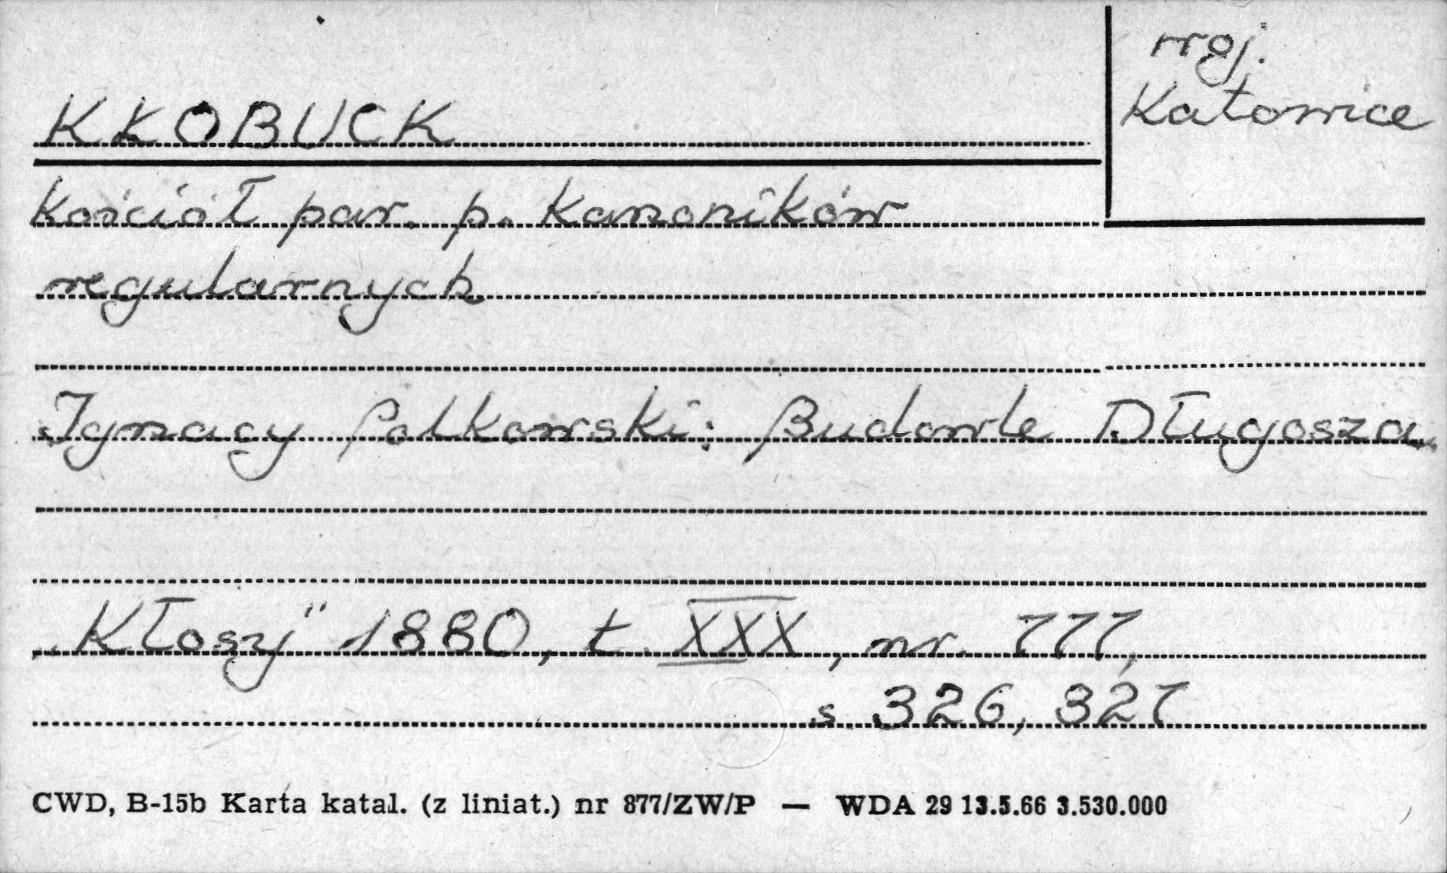 woj.
Katowice
KŁOBUCK
Kościół par. p. Kanoników
regularnych
Ignacy Polkowski: Budowle Długosza.
„Kłosy" 1880, t. XXX, nr. 777,
s. 326, 327
CWD, B-15b Karta katal. (z liniat.) nr 877/ZW/P — WDA 29 13.5.66 3.530.000